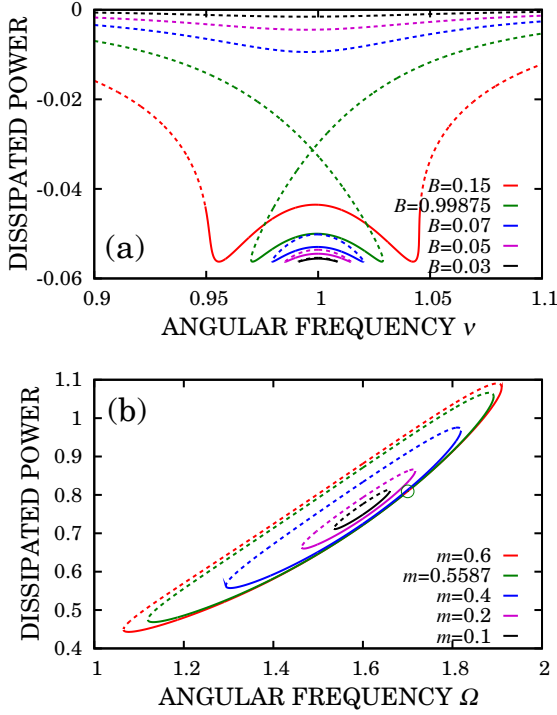 DISSIPATED POWER
0
-0.02
-0.04
-0.06
(a)
B=0.15
B=0.99875
B=0.07
B=0.05
B=0.03
0.9
0.95
1
1.05
1.1
ANGULAR FREQUENCY ν
DISSIPATED POWER
1.1
1
0.9
0.8
0.7
0.6
0.5
0.4
(b)
m=0.6
m=0.5587
m=0.4
m=0.2
m=0.1
1
1.2
1.4
1.6
1.8
2
ANGULAR FREQUENCY Ω